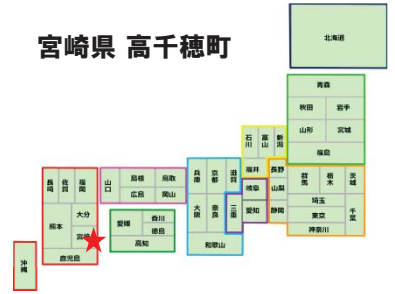 宮崎県 高千穂町
北海道
青森
秋田 岩手
山形 宮城
福島
石川 富山 新潟
福井 長野
岐阜 山梨
愛知 静岡
群馬 栃木 茨城
埼玉
東京
神奈川
千葉
兵庫 京都 滋賀
大阪 奈良 三重
和歌山
山口 島根 鳥取
広島 岡山
愛媛 香川
徳島
高知
長崎 佐賀 福岡
熊本 大分
宮崎
鹿児島
沖縄